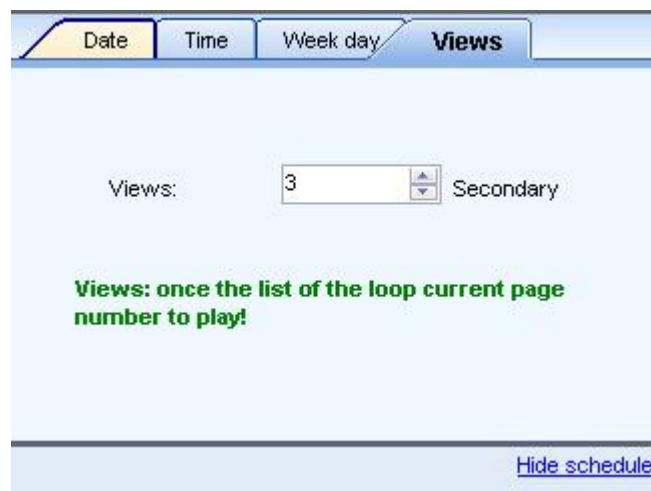 Date Time Week day Views
Views: 3 Secondary
Views: once the list of the loop current page
number to play!
Hide schedule